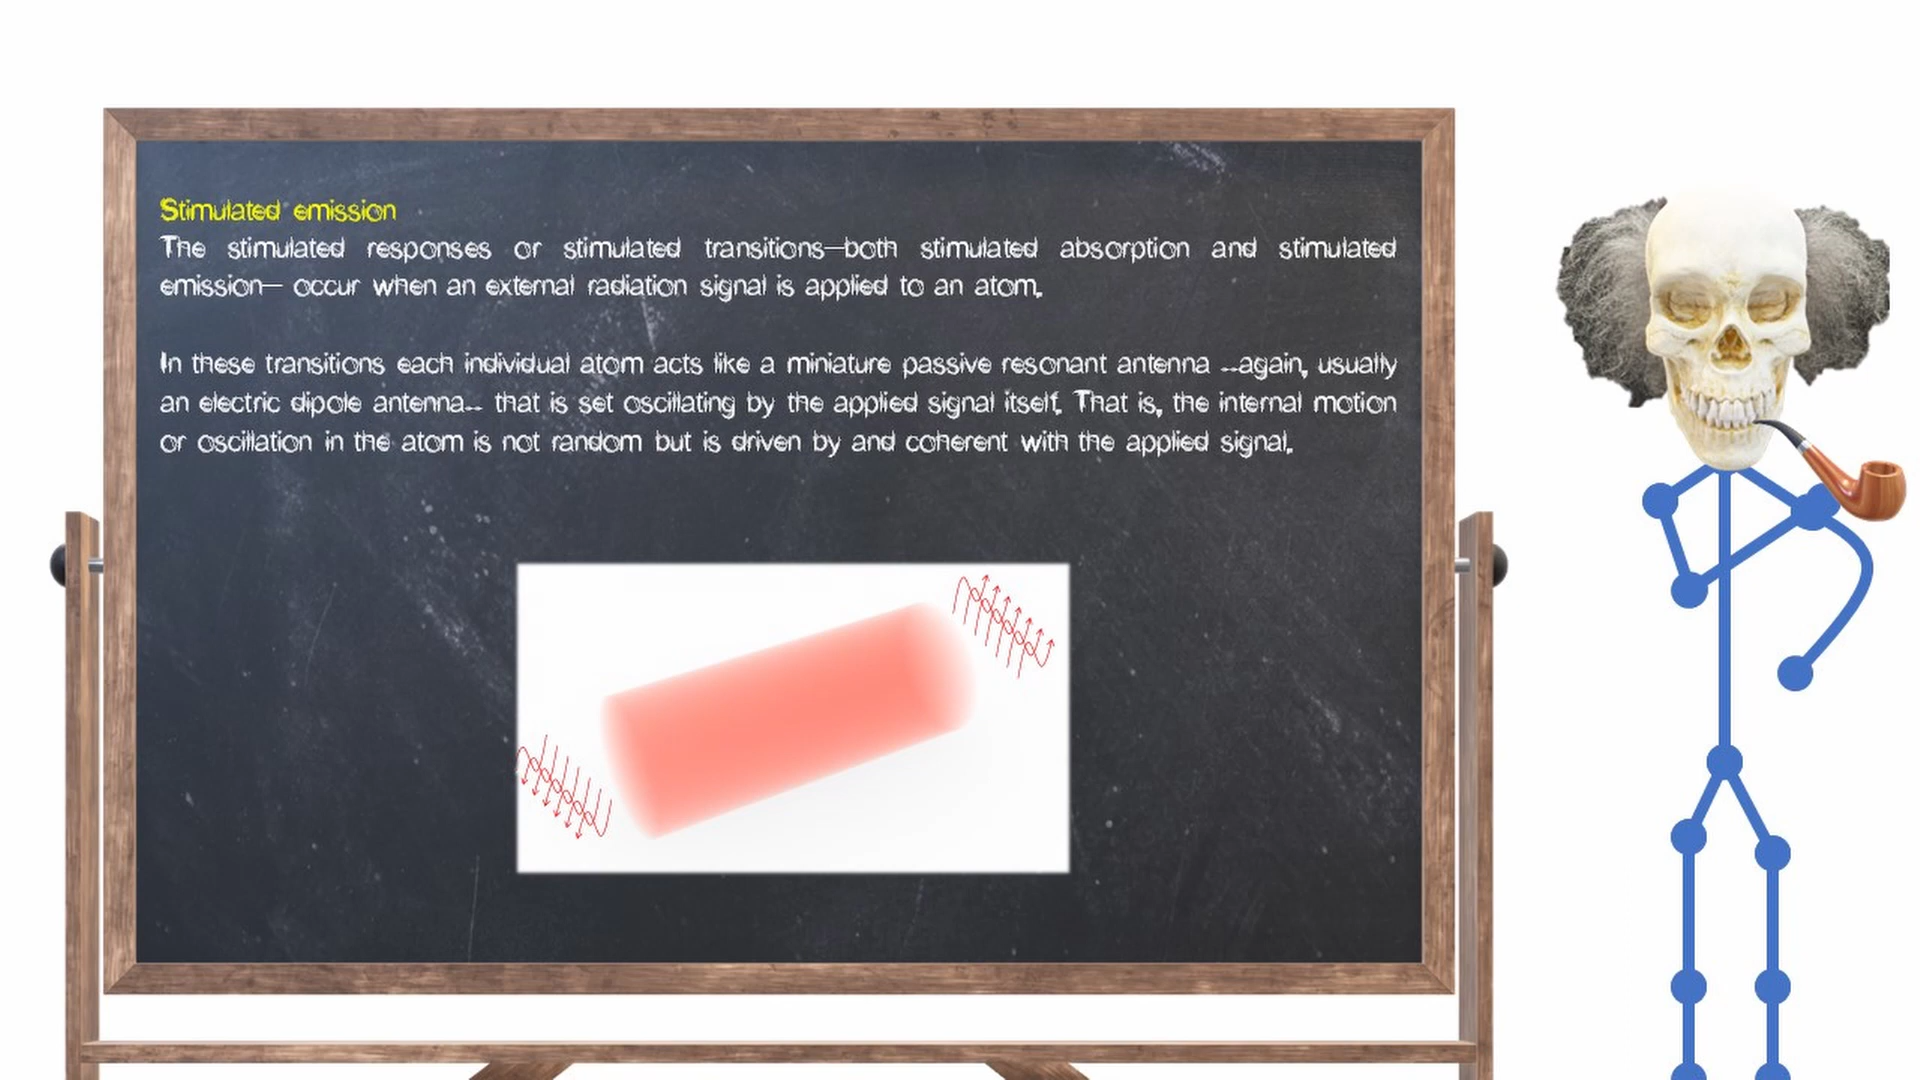 Stimulated emission
The stimulated responses or stimulated transitions—both stimulated absorption and stimulated
emission— occur when an external radiation signal is applied to an atom.
In these transitions each individual atom acts like a miniature passive resonant antenna --again, usually
an electric dipole antenna-- that is set oscillating by the applied signal itself. That is, the internal motion
or oscillation in the atom is not random but is driven by and coherent with the applied signal.